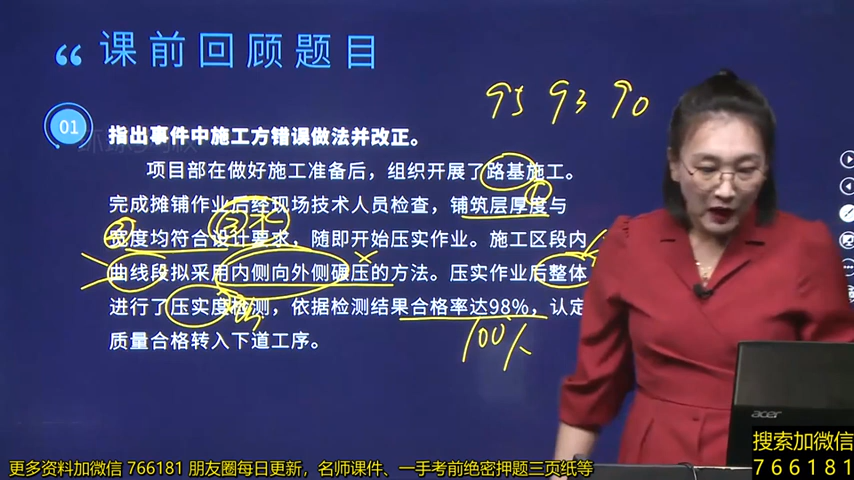 “ 课前回顾题目
95 93 90
01
指出事件中施工方错误做法并改正。
项目部在做好施工准备后，组织开展了路基施工。
完成摊铺作业后经现场技术人员检查，铺筑层厚度与
宽度均符合设计要求，随即开始压实作业。施工区段内
曲线段拟采用内侧向外侧碾压的方法。压实作业后整体
进行了压实度检测，依据检测结果合格率达98%，认定
质量合格转入下道工序。
100%
acer
搜索加微信
766181
更多资料加微信 766181 朋友圈每日更新，名师课件、一手考前绝密押题三页纸等